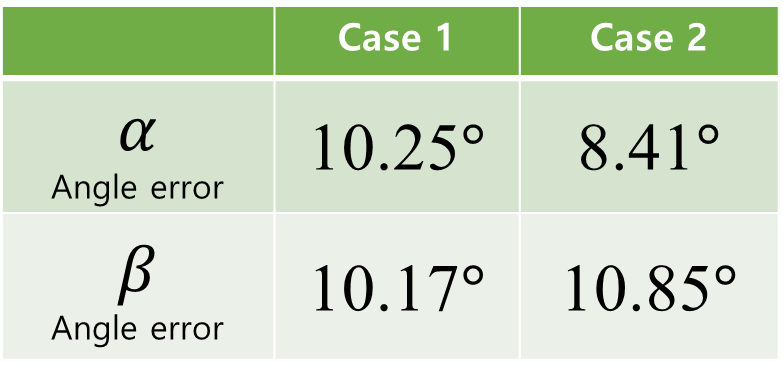 Case 1 Case 2
α 10.25° 8.41°
Angle error
β 10.17° 10.85°
Angle error